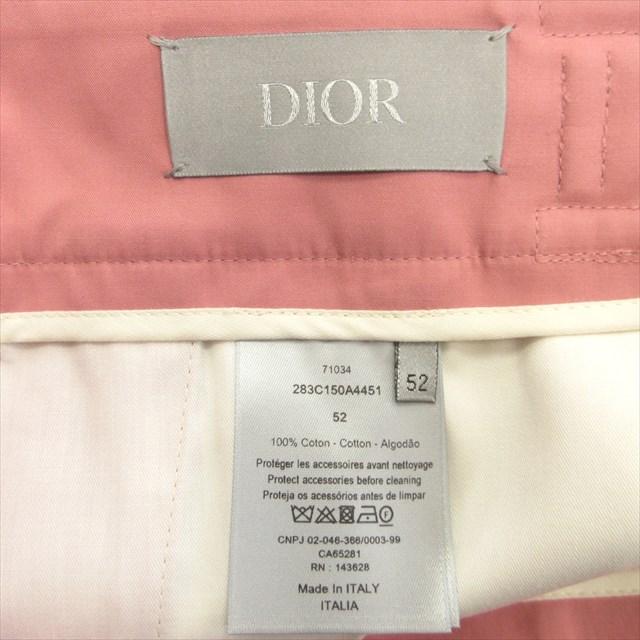 DIOR
52
71034
283C150A4451
52
100% Coton - Cotton - Algodão
Protéger les accessoires avant nettoyage
Protect accessories before cleaning
Proteja os acessórios antes de limpar
CNPJ 02-046-366/0003-99
CA65281
RN : 143628
Made In ITALY
ITALIA